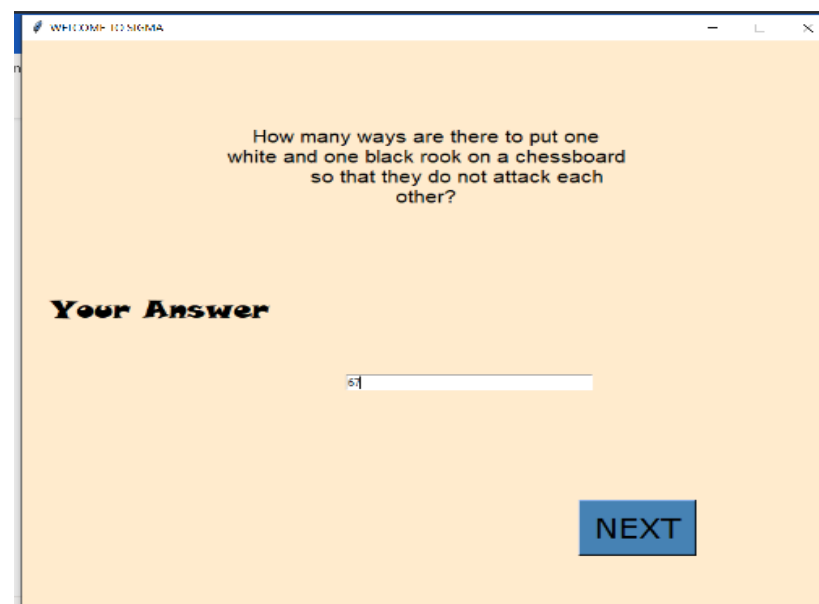 WELCOME TO SIGMA
n
How many ways are there to put one
white and one black rook on a chessboard
so that they do not attack each
other?
Your Answer
67
NEXT